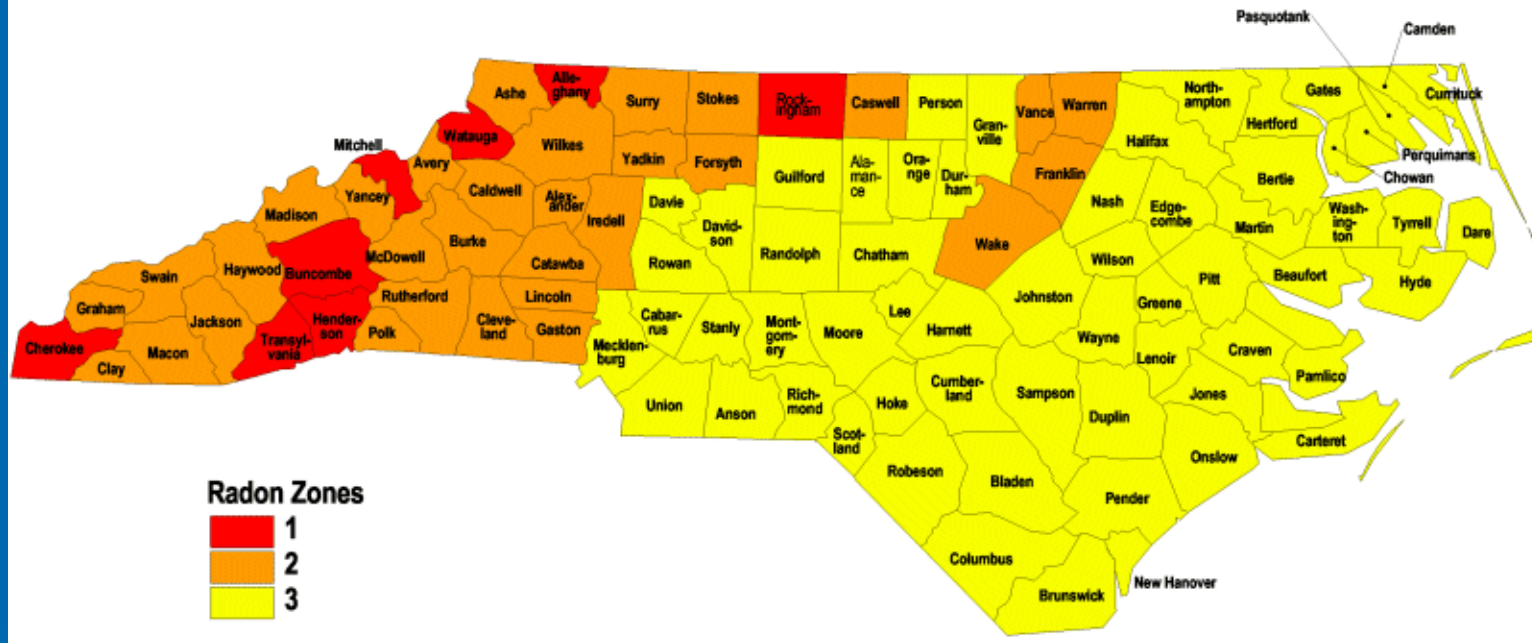 Pasquotank
Camden
Alle-
ghany
Ashe
Surry
Stokes
Rock-
ingham
Caswell
Person
Gran-
ville
Vance
Warren
North-
ampton
Gates
Currituck
Hertford
Halifax
Watauga
Mitchell
Avery
Wilkes
Yadkin
Forsyth
Guilford
Ala-
man-
ce
Ora-
nge
Dur-
ham
Franklin
Perquimans
Chowan
Bertie
Yancey
Caldwell
Alex-
ander
Iredell
Davie
David-
son
Nash
Edge-
combe
Martin
Wash-
ing-
ton
Tyrrell
Dare
Madison
Burke
McDowell
Buncombe
Haywood
Swain
Catawba
Rowan
Randolph
Chatham
Wake
Wilson
Pitt
Beaufort
Hyde
Graham
Jackson
Rutherford
Lincoln
Cleve-
land
Gaston
Hender-
son
Polk
Transyl-
vania
Cherokee
Clay
Macon
Mecklen-
burg
Cabar-
rus
Stanly
Mont-
gom-
ery
Moore
Lee
Harnett
Johnston
Greene
Wayne
Lenoir
Craven
Pamlico
Jones
Carteret
Union
Anson
Rich-
mond
Scot-
land
Hoke
Cumber-
land
Sampson
Duplin
Onslow
Robeson
Bladen
Pender
Columbus
Brunswick
New Hanover
Radon Zones
1
2
3